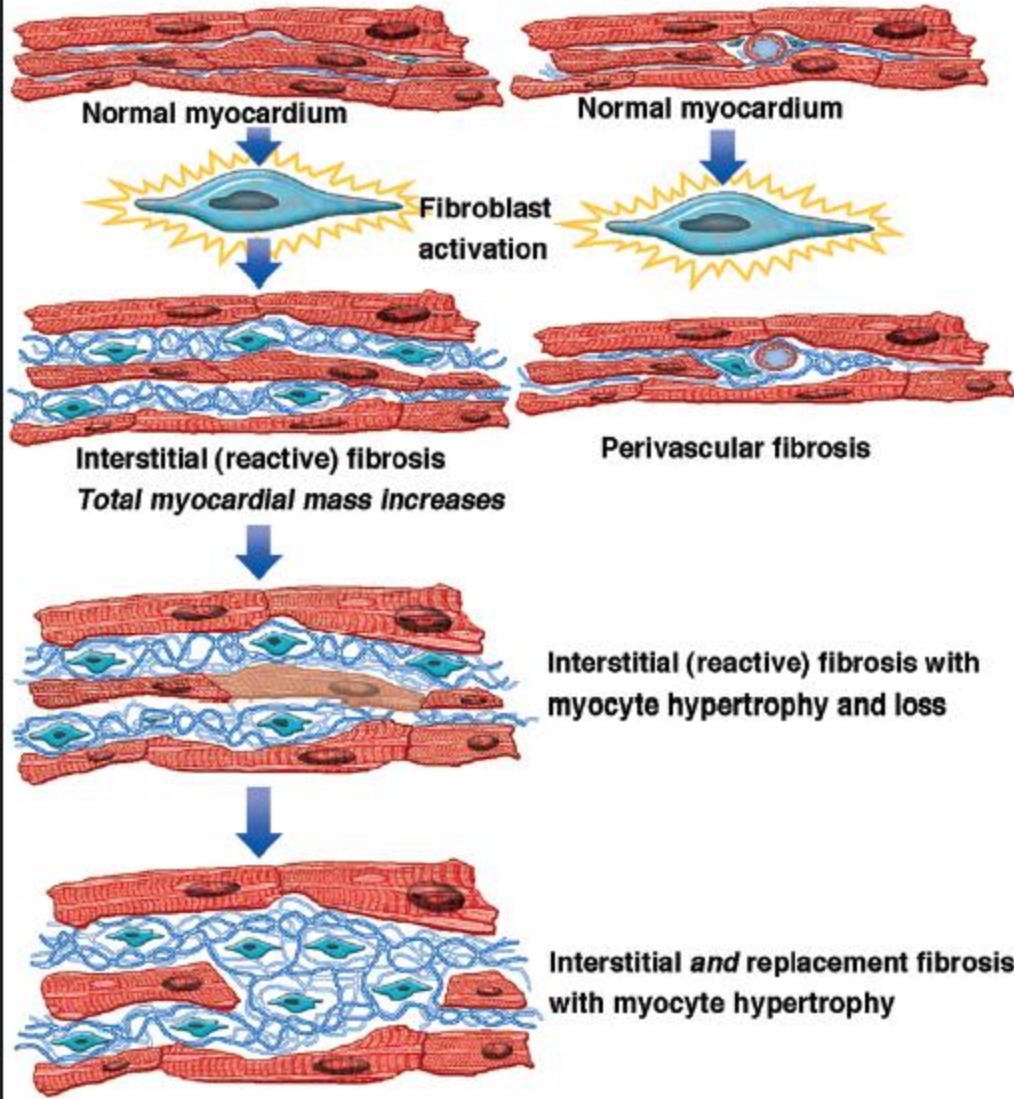 Normal myocardium
Normal myocardium
Fibroblast
activation
Interstitial (reactive) fibrosis
Total myocardial mass increases
Perivascular fibrosis
Interstitial (reactive) fibrosis with
myocyte hypertrophy and loss
Interstitial and replacement fibrosis
with myocyte hypertrophy